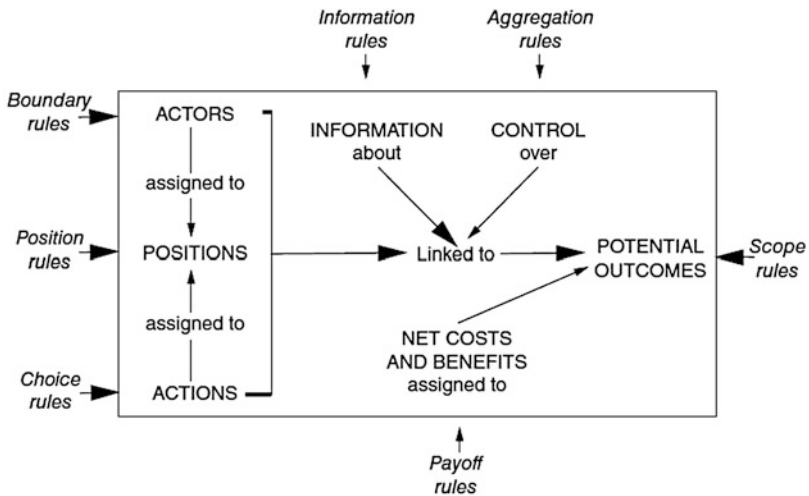 Information
rules
Aggregation
rules
Boundary
rules
ACTORS
INFORMATION
about
CONTROL
over
assigned to
Position
rules
POSITIONS
Linked to
POTENTIAL
OUTCOMES
Scope
rules
assigned to
NET COSTS
AND BENEFITS
assigned to
Choice
rules
ACTIONS
Payoff
rules